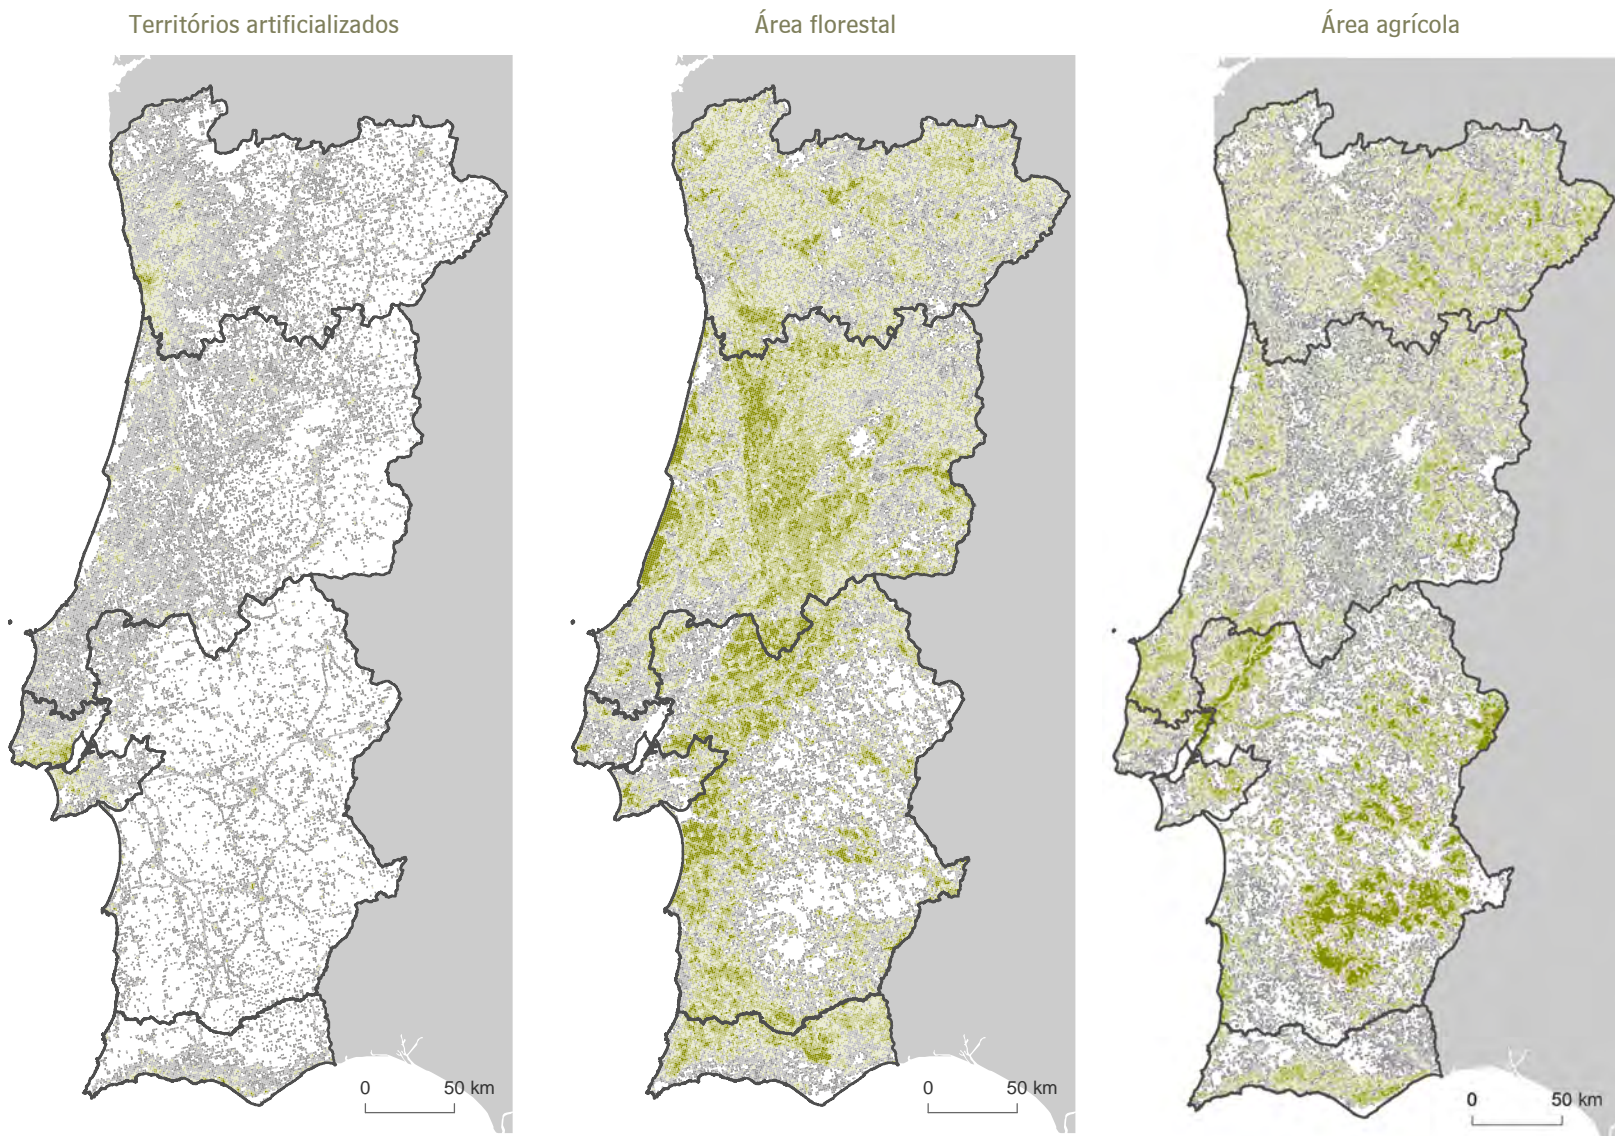 Territórios artificializados
Área florestal
Área agrícola
0 50 km
0 50 km
0 50 km